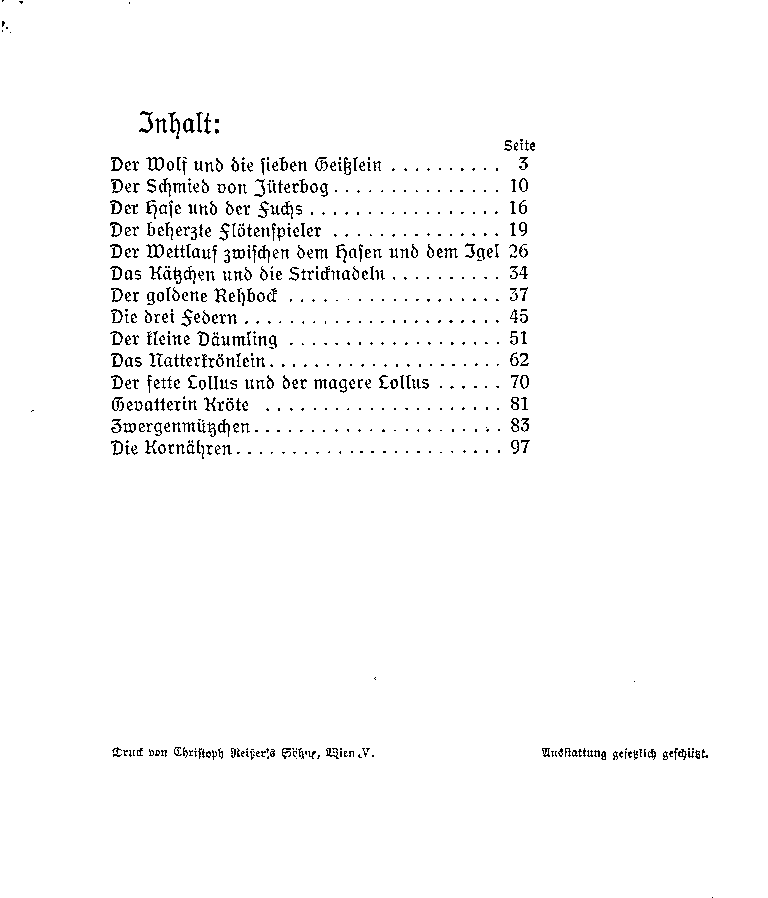 Inhalt:
Seite
Der Wolf und die sieben Geißlein . . . . . . . . . . 3
Der Schmied von Jüterbog . . . . . . . . . . . . . . . 10
Der Hase und der Fuchs . . . . . . . . . . . . . . . . . 16
Der beherzte Flötenspieler . . . . . . . . . . . . . . . 19
Der Wettlauf zwischen dem Hasen und dem Igel 26
Das Kätzchen und die Stricknadeln . . . . . . . . . . 34
Der goldene Rehbock . . . . . . . . . . . . . . . . . . . 37
Die drei Federn . . . . . . . . . . . . . . . . . . . . . . . 45
Der kleine Däumling . . . . . . . . . . . . . . . . . . . 51
Das Natterkrönlein . . . . . . . . . . . . . . . . . . . . . 62
Der fette Lollus und der magere Lollus . . . . . . 70
Gevatterin Kröte . . . . . . . . . . . . . . . . . . . . . 81
Zwergenmützchen . . . . . . . . . . . . . . . . . . . . . . 83
Die Kornähren . . . . . . . . . . . . . . . . . . . . . . . . 97
Druck von Christoph Reißer's Söhne, Wien V. Ausstattung gesetzlich geschützt.